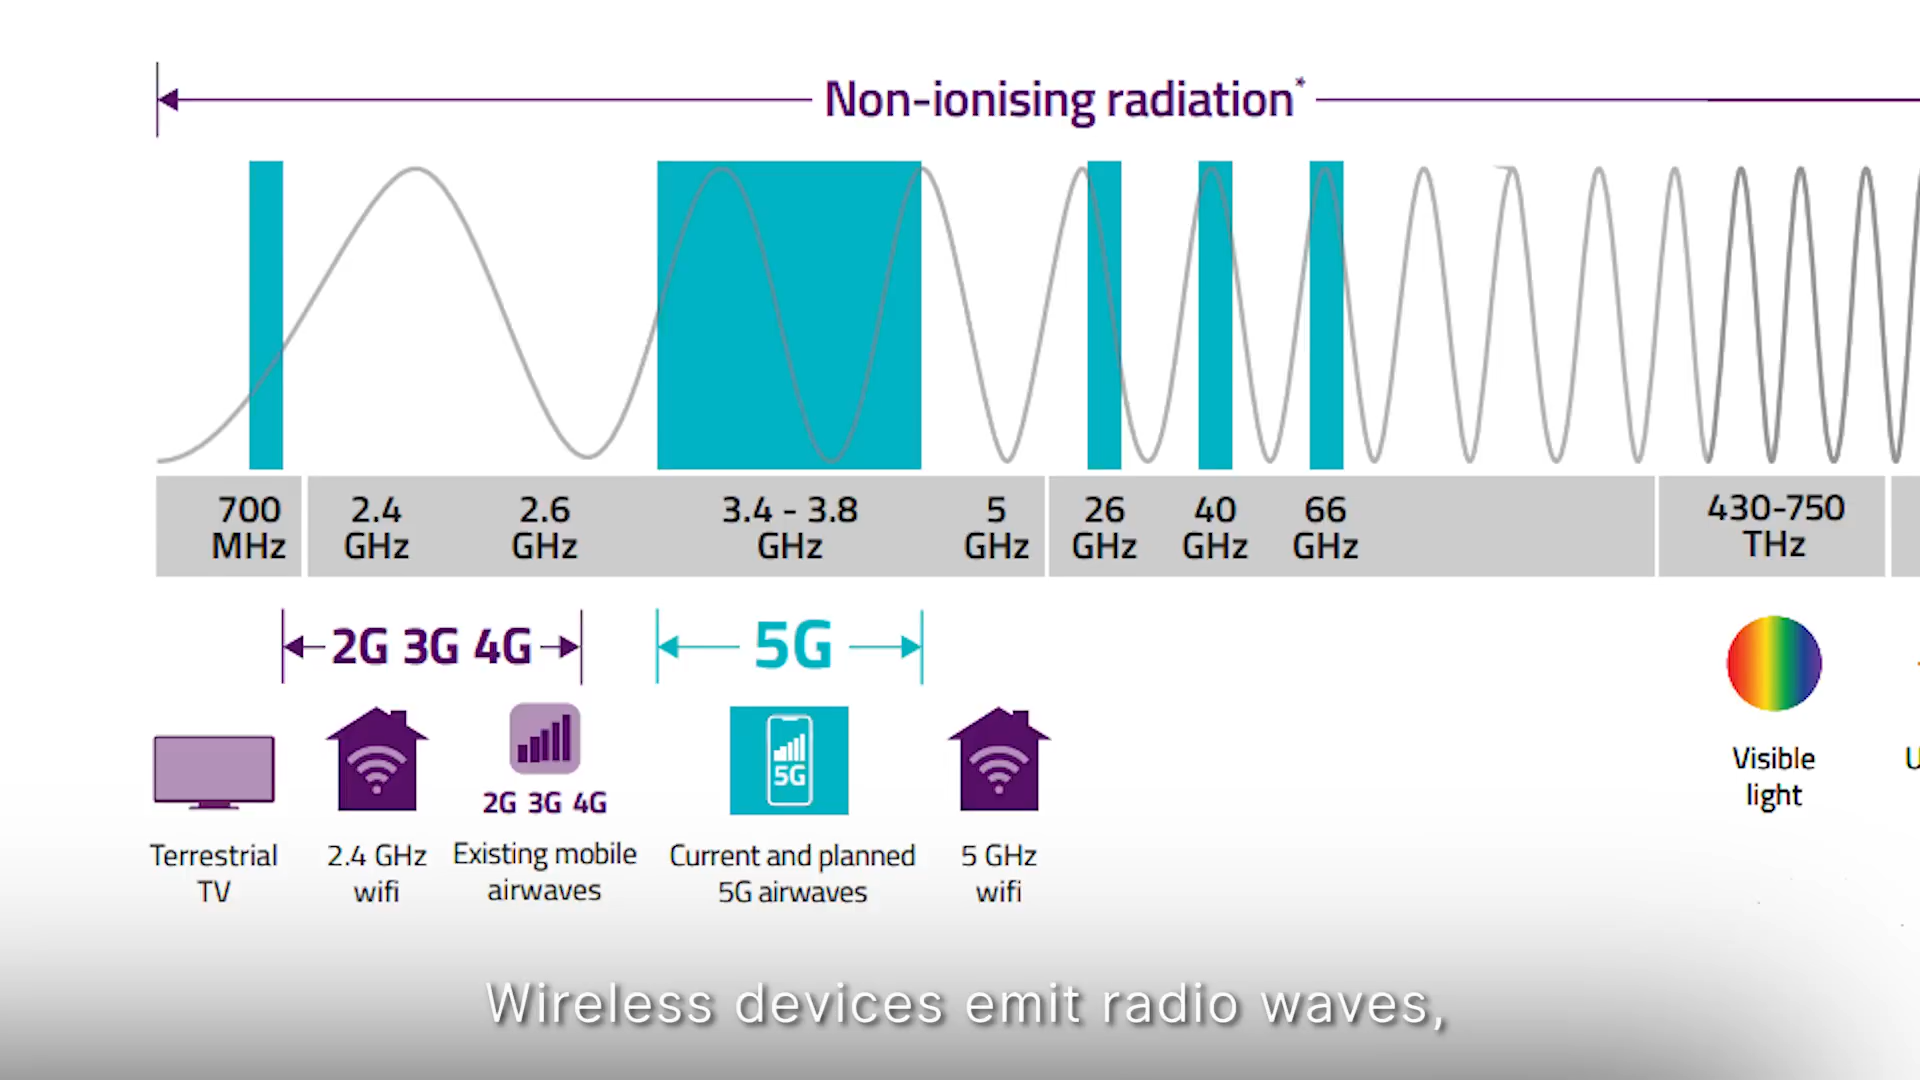 Non-ionising radiation*
700 MHz
2.4 GHz
2.6 GHz
3.4 - 3.8 GHz
5 GHz
26 GHz
40 GHz
66 GHz
430-750 THz
2G 3G 4G
5G
5G
2G 3G 4G
Terrestrial
TV
2.4 GHz
wifi
Existing mobile
airwaves
Current and planned
5G airwaves
5 GHz
wifi
Visible
light
U
Wireless devices emit radio waves,